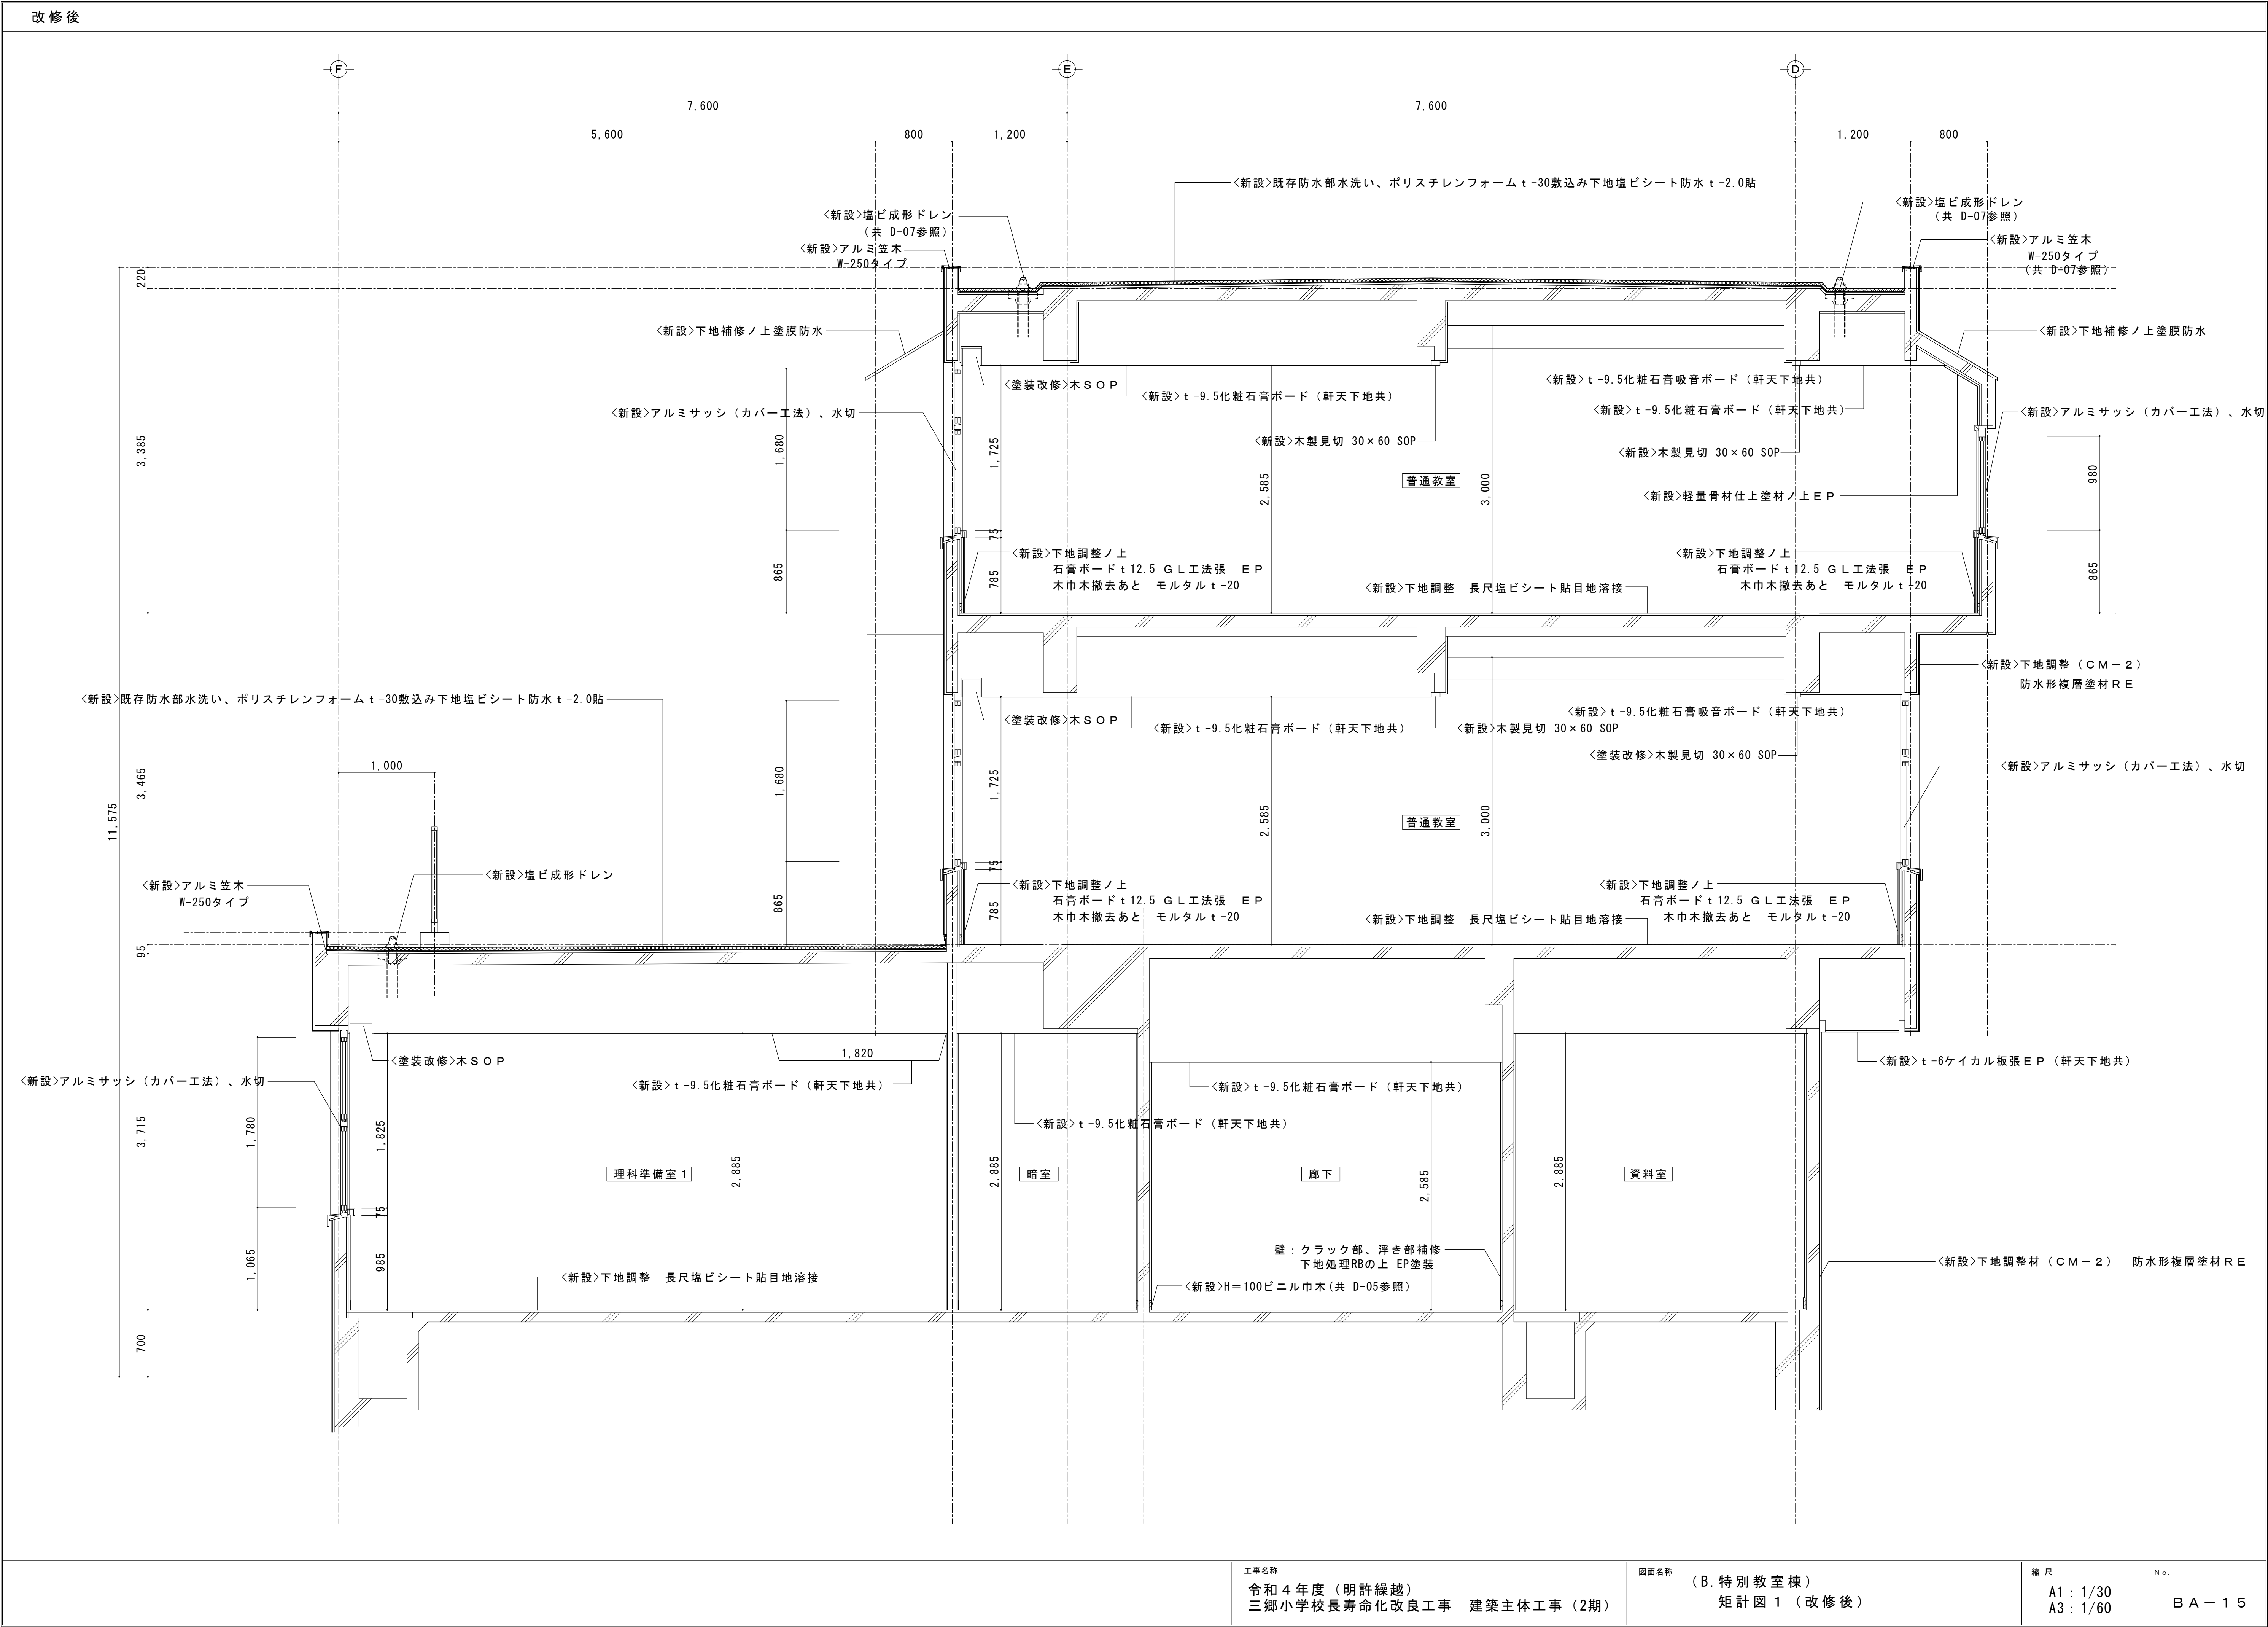 改修後
F
E
D
7,600
7,600
5,600
800
1,200
1,200
800
<新設>既存防水部水洗い、ポリスチレンフォームｔ-30敷込み下地塩ビシート防水ｔ-2.0貼
<新設>塩ビ成形ドレン
（共 D-07参照）
<新設>アルミ笠木
W-250タイプ
<新設>塩ビ成形ドレン
（共 D-07参照）
<新設>アルミ笠木
W-250タイプ
（共 D-07参照）
220
<新設>下地補修ノ上塗膜防水
<新設>下地補修ノ上塗膜防水
<塗装改修>木ＳＯＰ
<新設>ｔ-9.5化粧石膏ボード（軒天下地共）
<新設>ｔ-9.5化粧石膏吸音ボード（軒天下地共）
<新設>ｔ-9.5化粧石膏ボード（軒天下地共）
<新設>アルミサッシ（カバー工法）、水切
<新設>アルミサッシ（カバー工法）、水切
<新設>木製見切 30×60 SOP
<新設>木製見切 30×60 SOP
3,385
1,680
1,725
2,585
3,000
980
普通教室
<新設>軽量骨材仕上塗材ノ上ＥＰ
75
865
785
865
<新設>下地調整ノ上
石膏ボードｔ12.5 ＧＬ工法張　ＥＰ
木巾木撤去あと　モルタルｔ-20
<新設>下地調整　長尺塩ビシート貼目地溶接
<新設>下地調整ノ上
石膏ボードｔ12.5 ＧＬ工法張　ＥＰ
木巾木撤去あと　モルタルｔ-20
<新設>下地調整（ＣＭ－２）
防水形複層塗材ＲＥ
<新設>既存防水部水洗い、ポリスチレンフォームｔ-30敷込み下地塩ビシート防水ｔ-2.0貼
<塗装改修>木ＳＯＰ
<新設>ｔ-9.5化粧石膏ボード（軒天下地共）
<新設>ｔ-9.5化粧石膏吸音ボード（軒天下地共）
<新設>木製見切 30×60 SOP
<塗装改修>木製見切 30×60 SOP
<新設>アルミサッシ（カバー工法）、水切
1,000
11,575
3,465
1,680
1,725
2,585
3,000
普通教室
75
865
785
<新設>塩ビ成形ドレン
<新設>アルミ笠木
W-250タイプ
<新設>下地調整ノ上
石膏ボードｔ12.5 ＧＬ工法張　ＥＰ
木巾木撤去あと　モルタルｔ-20
<新設>下地調整　長尺塩ビシート貼目地溶接
<新設>下地調整ノ上
石膏ボードｔ12.5 ＧＬ工法張　ＥＰ
木巾木撤去あと　モルタルｔ-20
95
<塗装改修>木ＳＯＰ
1,820
<新設>ｔ-6ケイカル板張ＥＰ（軒天下地共）
<新設>アルミサッシ（カバー工法）、水切
<新設>ｔ-9.5化粧石膏ボード（軒天下地共）
<新設>ｔ-9.5化粧石膏ボード（軒天下地共）
<新設>ｔ-9.5化粧石膏ボード（軒天下地共）
3,715
1,780
1,825
2,885
2,885
2,585
2,885
理科準備室１
暗室
廊下
資料室
75
1,065
985
壁：クラック部、浮き部補修
下地処理RBの上 EP塗装
<新設>下地調整　長尺塩ビシート貼目地溶接
<新設>H＝100ビニル巾木(共 D-05参照)
<新設>下地調整材（ＣＭ－２）　防水形複層塗材ＲＥ
700
工事名称
令和４年度（明許繰越）
三郷小学校長寿命化改良工事　建築主体工事（2期）
図面名称
（B.特別教室棟）
矩計図１（改修後）
縮 尺
A1：1/30
A3：1/60
Ｎｏ.
ＢＡ－１５